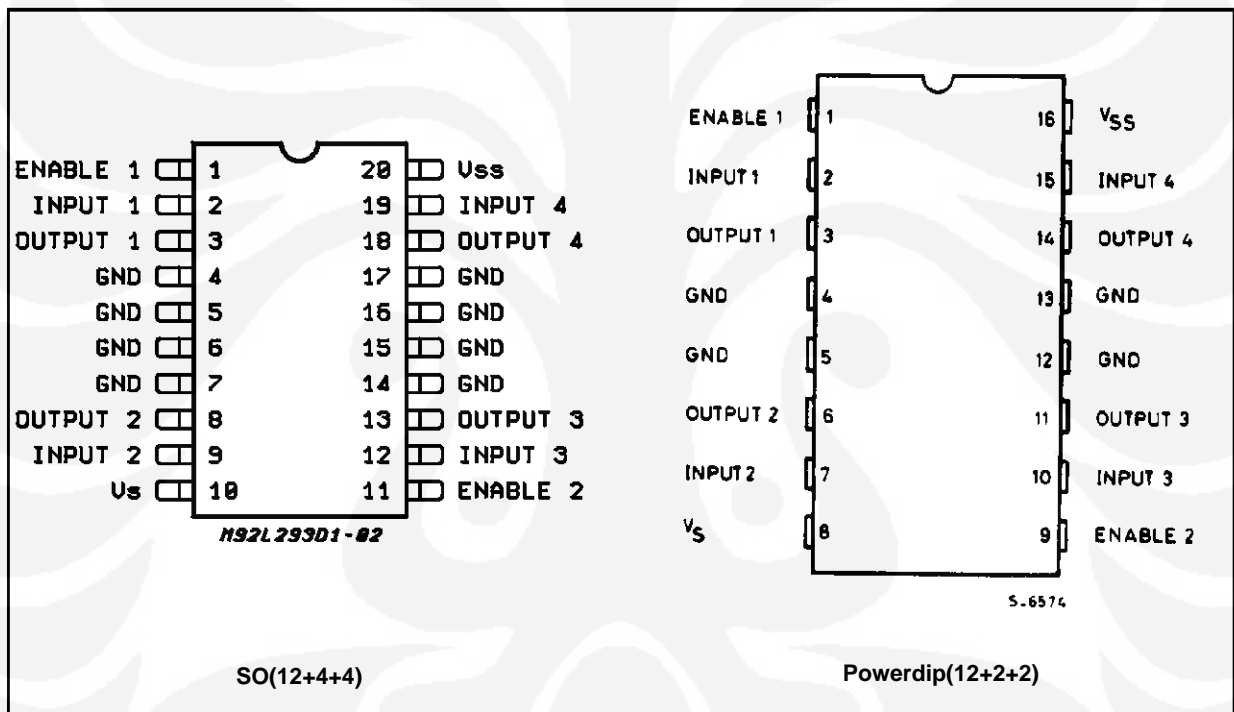 ENABLE 1 1 20 Vss
INPUT 1 2 19 INPUT 4
OUTPUT 1 3 18 OUTPUT 4
GND 4 17 GND
GND 5 16 GND
GND 6 15 GND
GND 7 14 GND
OUTPUT 2 8 13 OUTPUT 3
INPUT 2 9 12 INPUT 3
Vs 10 11 ENABLE 2
M92L293D1-02
SO(12+4+4)
ENABLE 1 1 16 VSS
INPUT 1 2 15 INPUT 4
OUTPUT 1 3 14 OUTPUT 4
GND 4 13 GND
GND 5 12 GND
OUTPUT 2 6 11 OUTPUT 3
INPUT 2 7 10 INPUT 3
VS 8 9 ENABLE 2
S-6574
Powerdip(12+2+2)